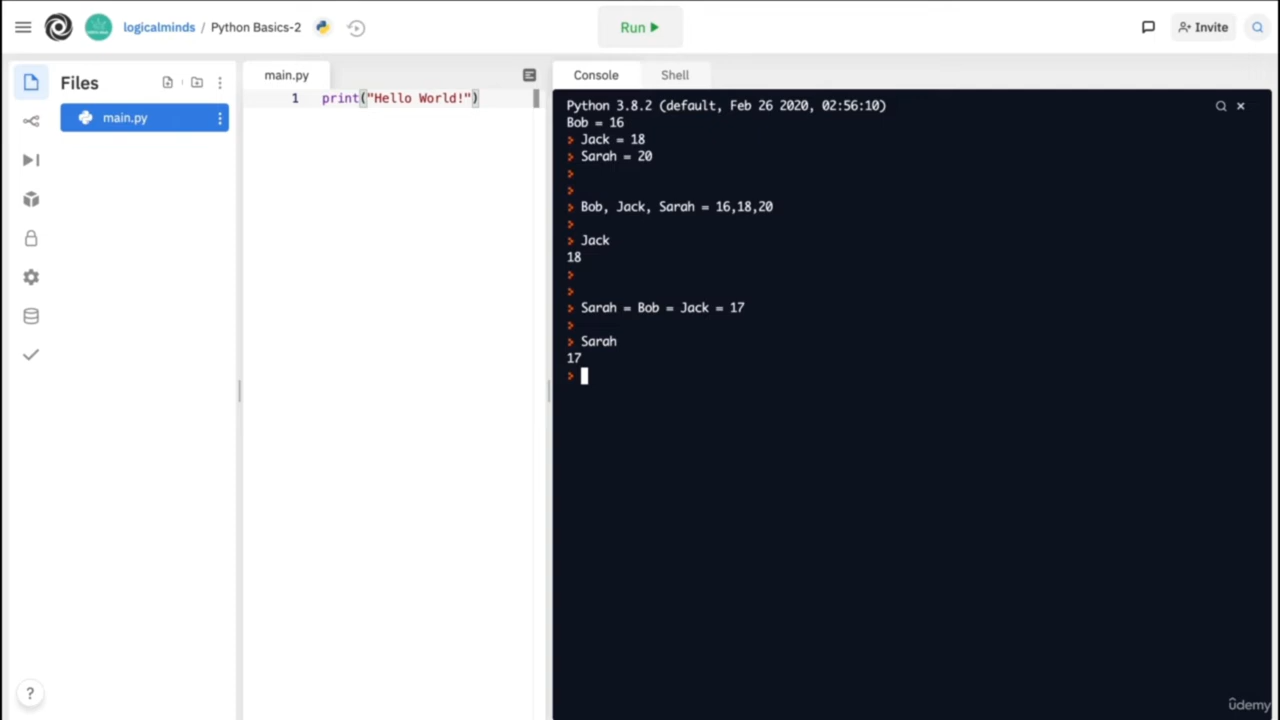 logicalminds / Python Basics-2
Run
Invite
Files
main.py
main.py
1 print("Hello World!")
Console
Shell
Python 3.8.2 (default, Feb 26 2020, 02:56:10)
Bob = 16
Jack = 18
Sarah = 20
Bob, Jack, Sarah = 16,18,20
Jack
18
Sarah = Bob = Jack = 17
Sarah
17
?
ûdemy